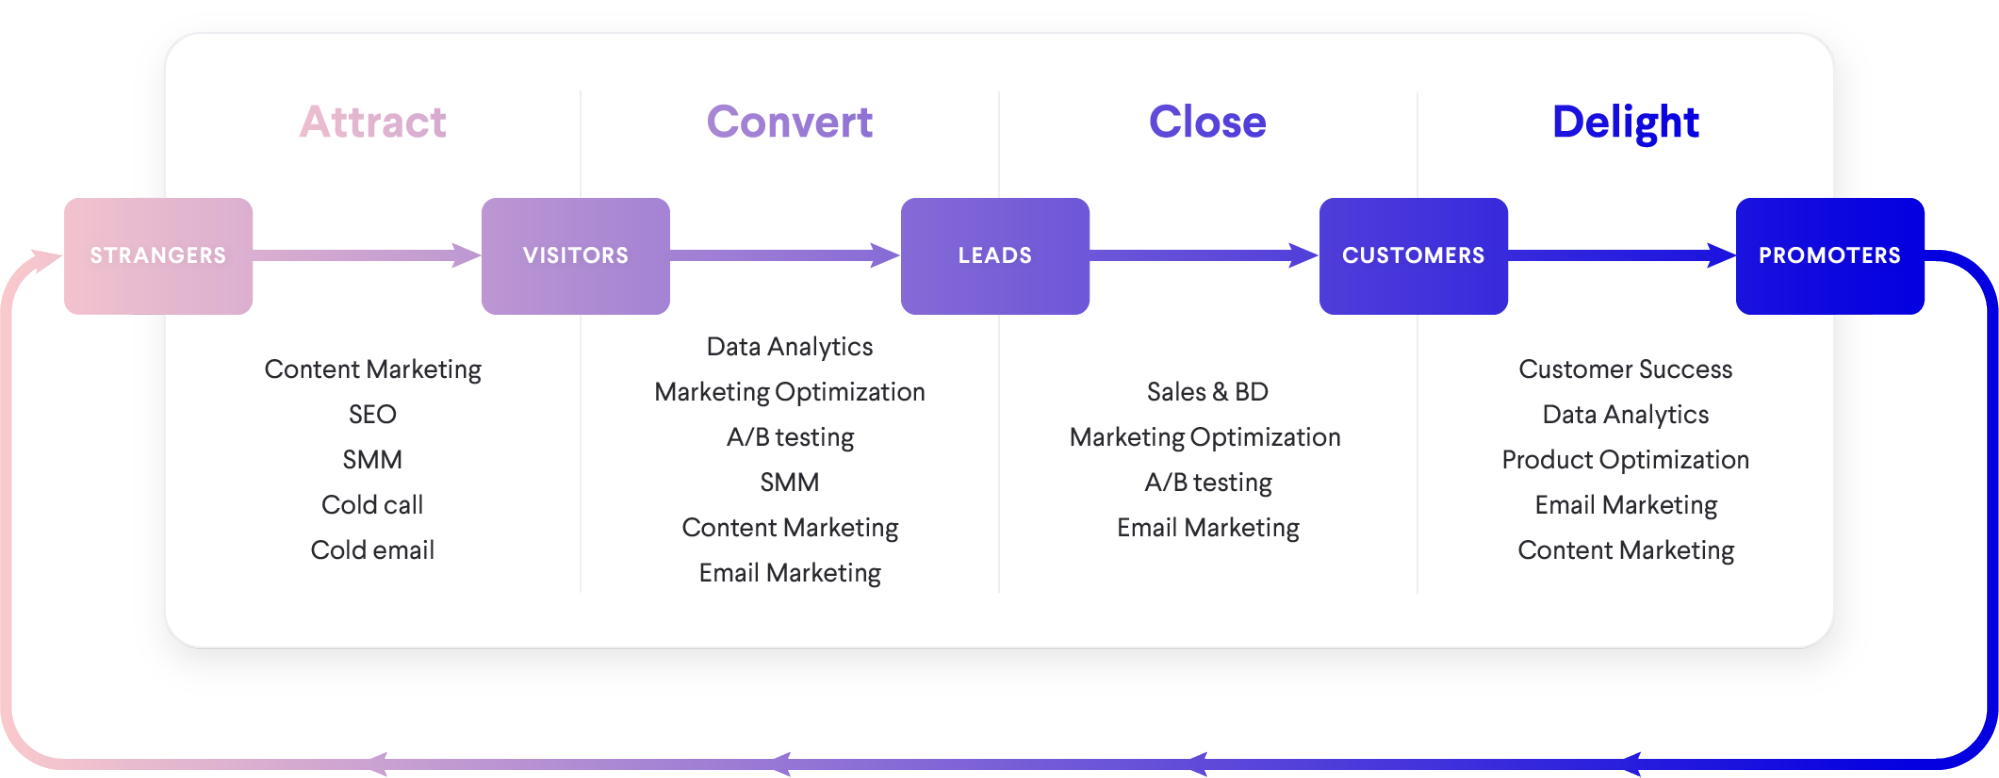 Attract
Convert
Close
Delight
STRANGERS
VISITORS
LEADS
CUSTOMERS
PROMOTERS
Content Marketing
SEO
SMM
Cold call
Cold email
Data Analytics
Marketing Optimization
A/B testing
SMM
Content Marketing
Email Marketing
Sales & BD
Marketing Optimization
A/B testing
Email Marketing
Customer Success
Data Analytics
Product Optimization
Email Marketing
Content Marketing